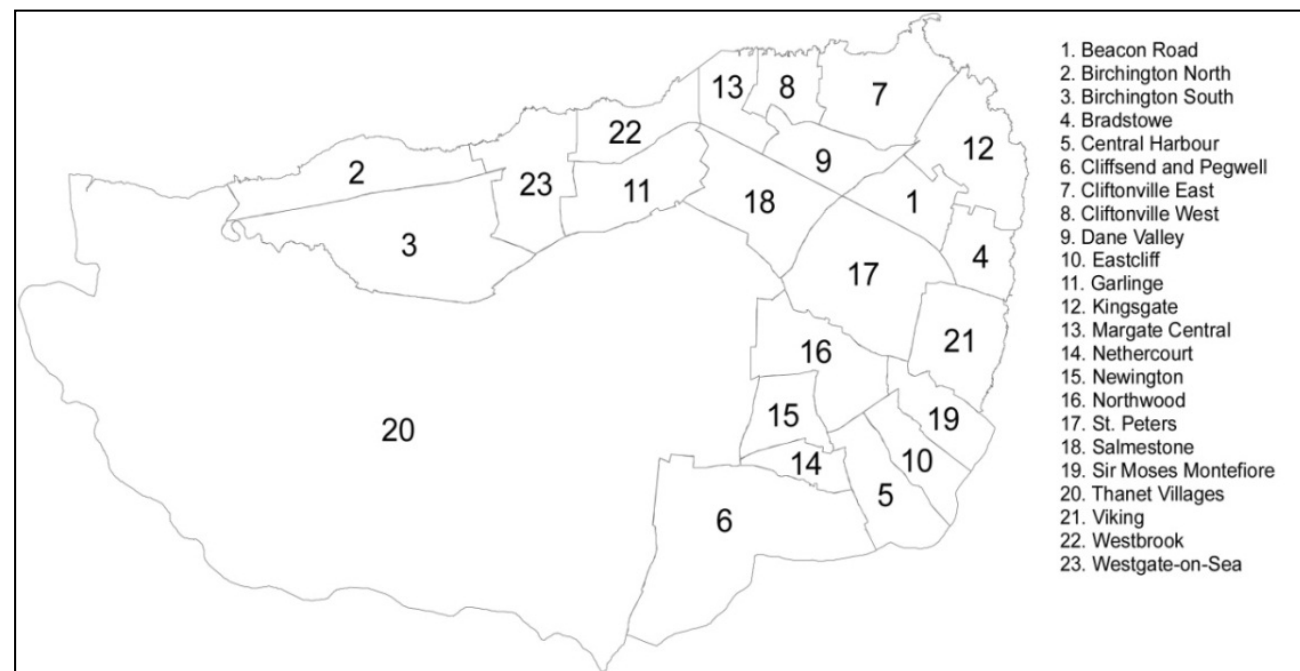 13
8
7
22
12
2
9
23
11
18
1
3
4
17
21
16
15
19
20
14
10
5
6
1. Beacon Road
2. Birchington North
3. Birchington South
4. Bradstowe
5. Central Harbour
6. Cliffsend and Pegwell
7. Cliftonville East
8. Cliftonville West
9. Dane Valley
10. Eastcliff
11. Garlinge
12. Kingsgate
13. Margate Central
14. Nethercourt
15. Newington
16. Northwood
17. St. Peters
18. Salmestone
19. Sir Moses Montefiore
20. Thanet Villages
21. Viking
22. Westbrook
23. Westgate-on-Sea